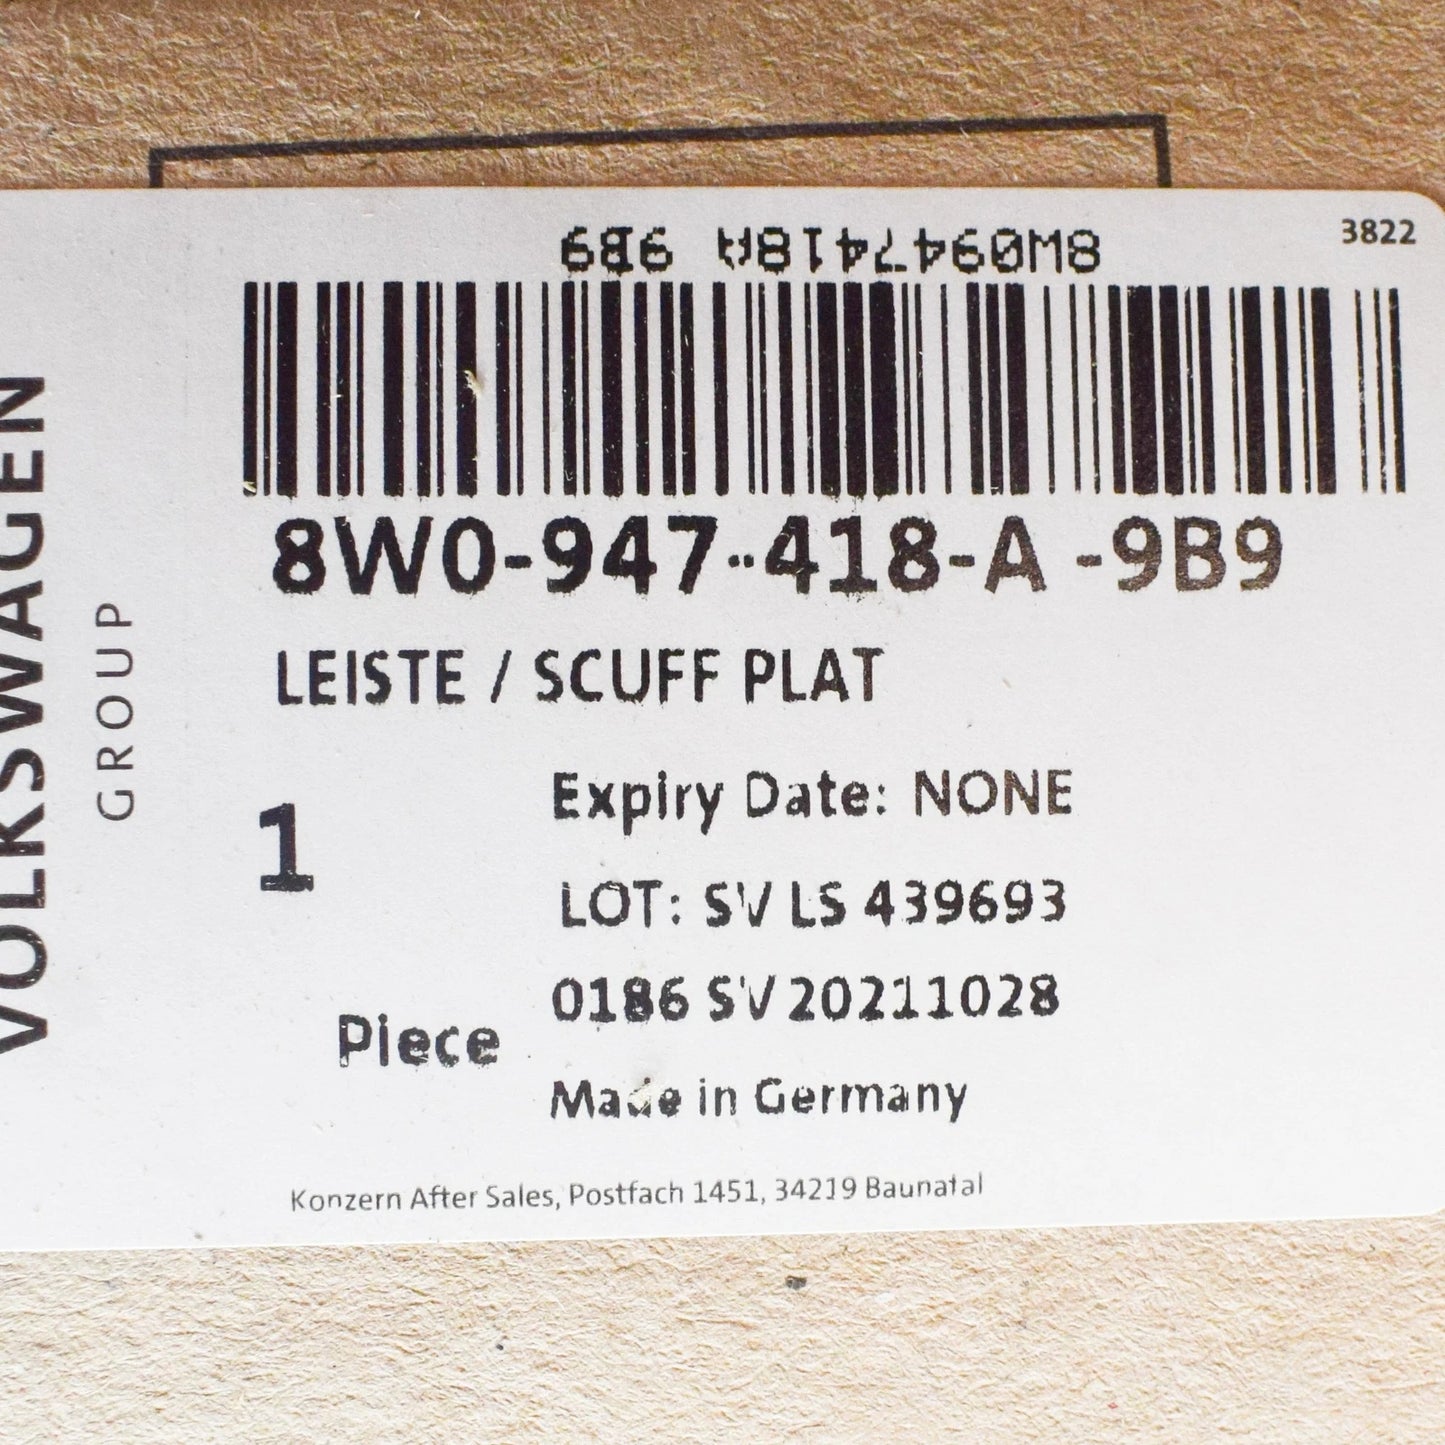 3822
8W0947418A 9B9
8W0-947-418-A -9B9
LEISTE / SCUFF PLAT
Expiry Date: NONE
1
LOT: SV LS 439693
0186 SV 20211028
Piece
Made in Germany
Konzern After Sales, Postfach 1451, 34219 Baunatal
VOLKSWAGEN
GROUP